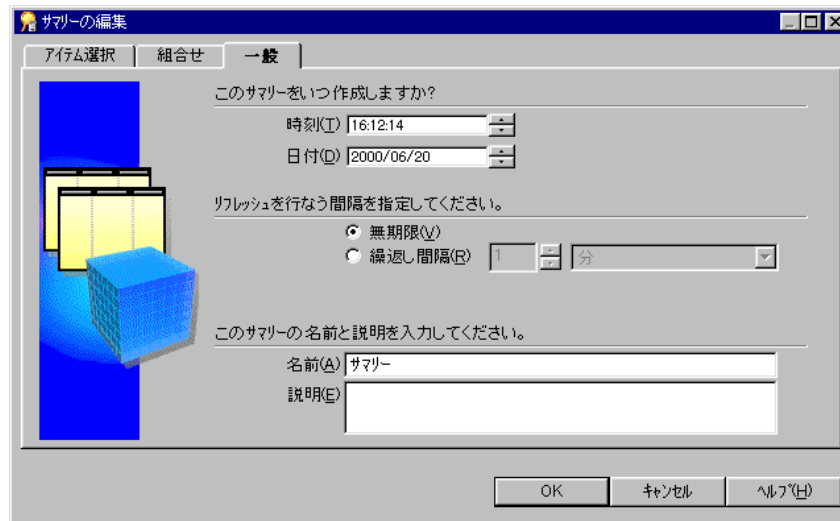 サマリーの編集
アイテム選択 組合せ 一般
このサマリーをいつ作成しますか?
時刻(T) 16:12:14
日付(D) 2000/06/20
リフレッシュを行なう間隔を指定してください。
無期限(V)
繰返し間隔(R) 1 分
このサマリーの名前と説明を入力してください。
名前(A) サマリー
説明(E)
OK キャンセル ヘルプ(H)